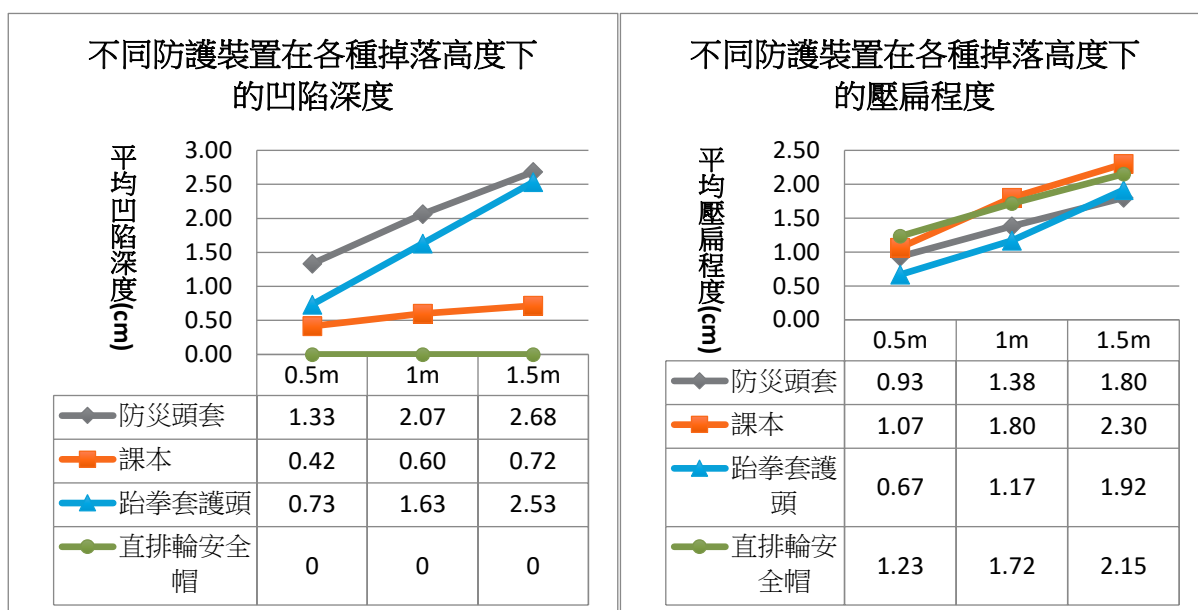 不同防護裝置在各種掉落高度下
的凹陷深度
平均凹陷深度(cm)
3.00
2.50
2.00
1.50
1.00
0.50
0.00
0.5m 1m 1.5m
防災頭套 1.33 2.07 2.68
課本 0.42 0.60 0.72
跆拳套護頭 0.73 1.63 2.53
直排輪安全
帽 0 0 0
不同防護裝置在各種掉落高度下
的壓扁程度
平均壓扁程度(cm)
2.50
2.00
1.50
1.00
0.50
0.00
0.5m 1m 1.5m
防災頭套 0.93 1.38 1.80
課本 1.07 1.80 2.30
跆拳套護
頭 0.67 1.17 1.92
直排輪安
全帽 1.23 1.72 2.15